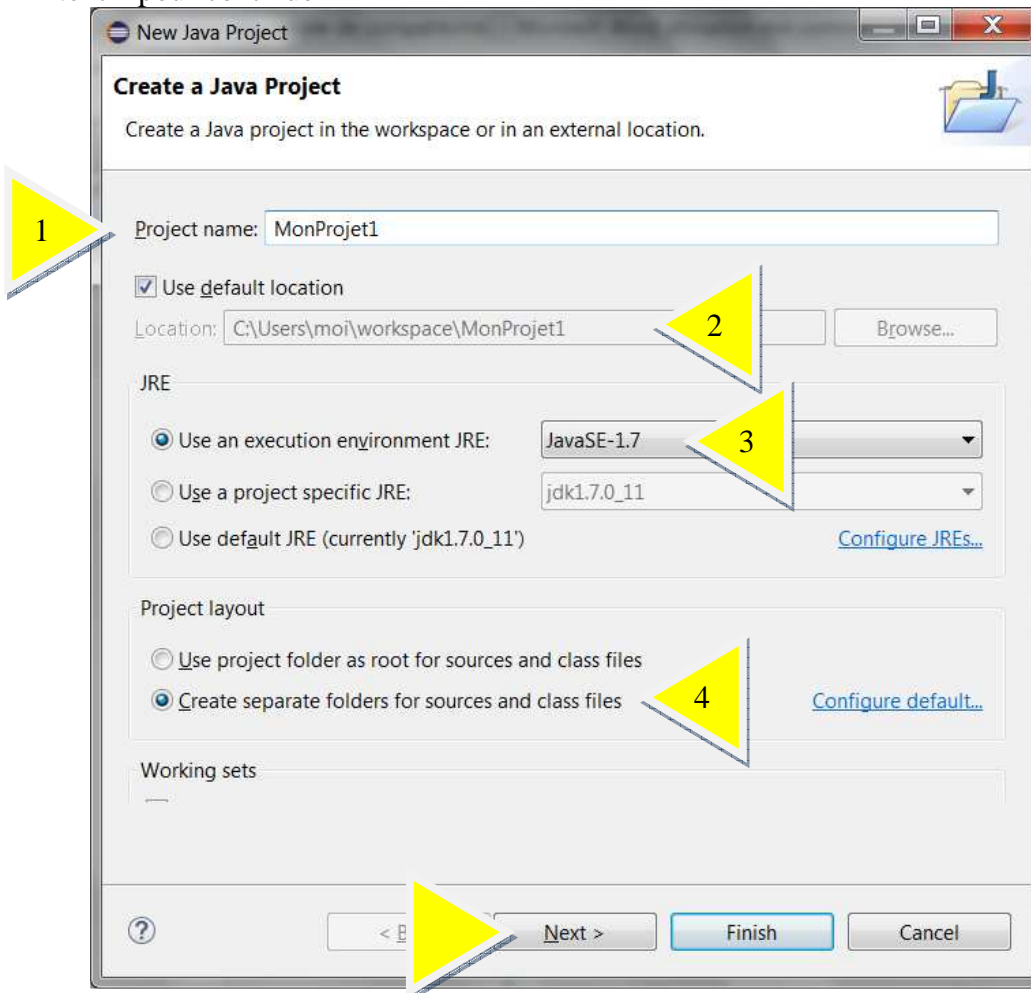 New Java Project
Create a Java Project
Create a Java project in the workspace or in an external location.
1
Project name: MonProjet1
Use default location
Location: C:\Users\moi\workspace\MonProjet1
2
Browse...
JRE
Use an execution environment JRE: JavaSE-1.7
3
Use a project specific JRE: jdk1.7.0_11
Use default JRE (currently 'jdk1.7.0_11') Configure JREs...
Project layout
Use project folder as root for sources and class files
Create separate folders for sources and class files
4
Configure default...
Working sets
? < Next > Finish Cancel